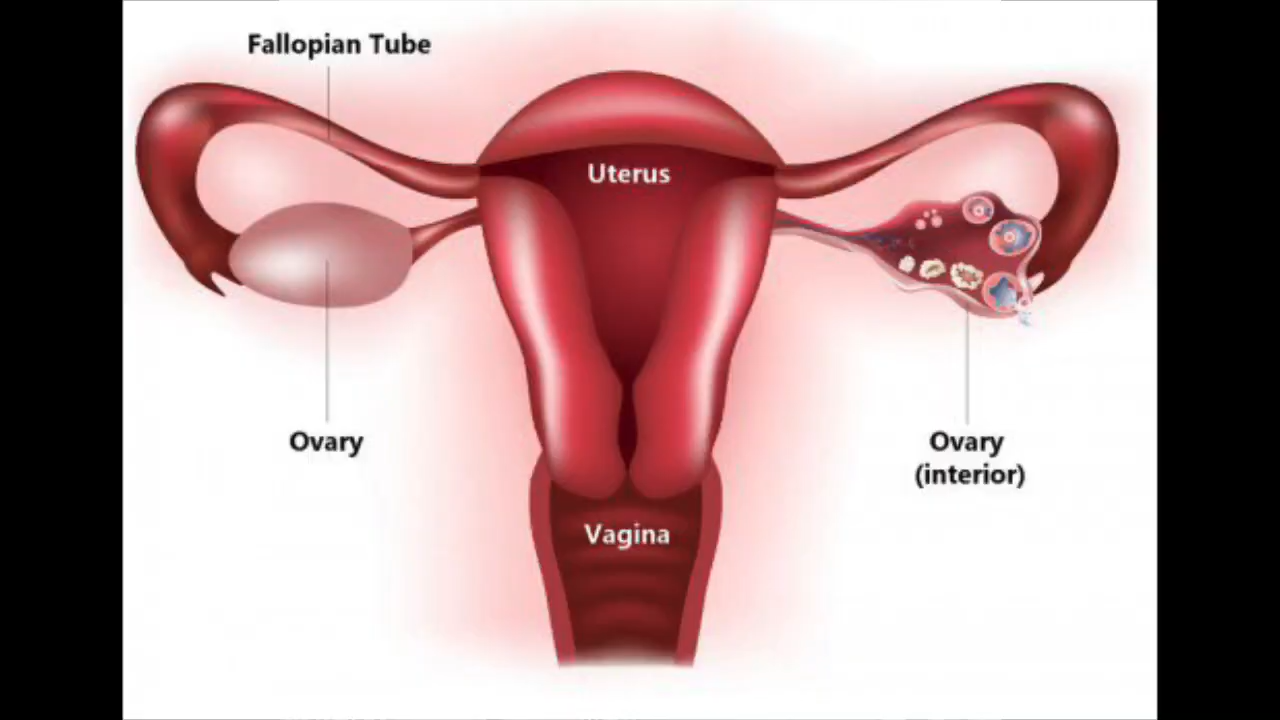 Fallopian Tube
Uterus
Ovary
Ovary
(interior)
Vagina